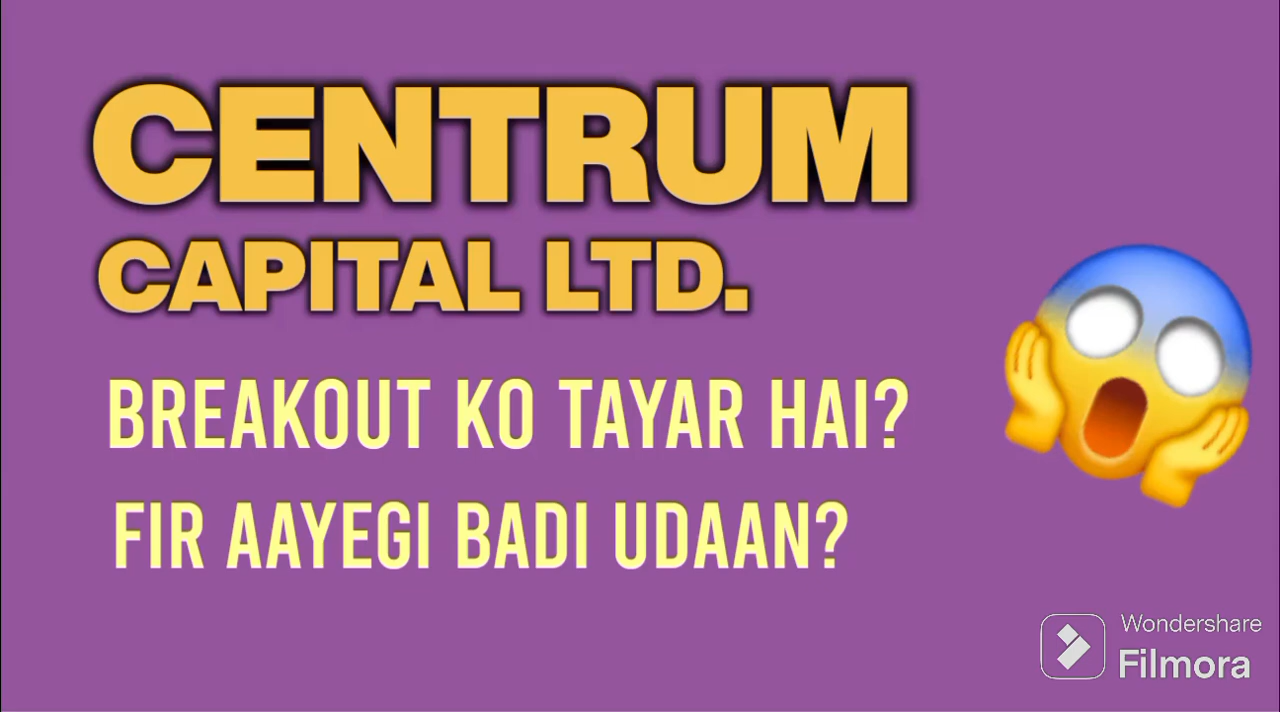 CENTRUM
CAPITAL LTD.
BREAKOUT KO TAYAR HAI?
FIR AAYEGI BADI UDAAN?
Wondershare
Filmora